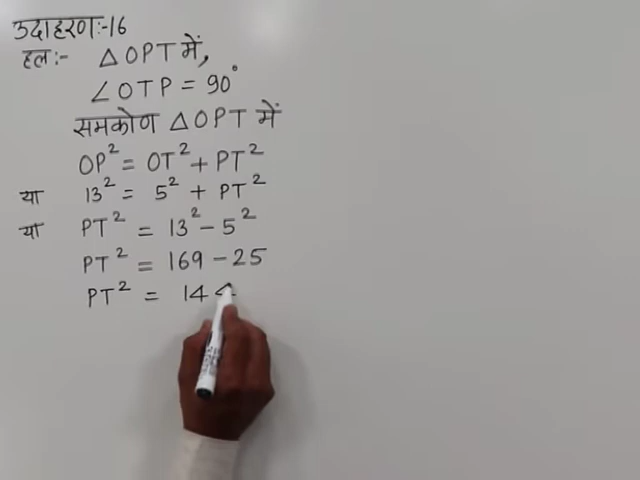 उदाहरण:-16
हल:- △OPT में,
∠OTP = 90°
समकोण △OPT में
OP² = OT² + PT²
या 13² = 5² + PT²
या PT² = 13² - 5²
PT² = 169 - 25
PT² = 144